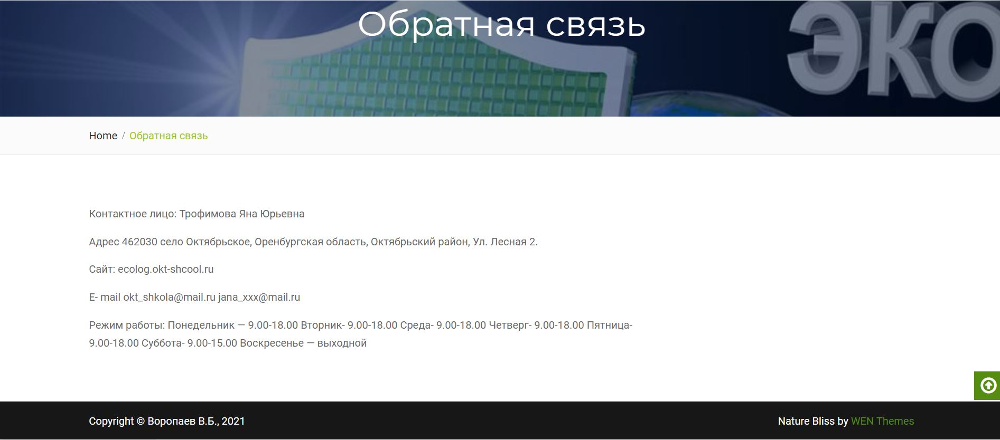 Обратная связь
ЭКО
Home / Обратная связь
Контактное лицо: Трофимова Яна Юрьевна
Адрес 462030 село Октябрьское, Оренбургская область, Октябрьский район, Ул. Лесная 2.
Сайт: ecolog.okt-shcool.ru
E- mail okt_shkola@mail.ru jana_xxx@mail.ru
Режим работы: Понедельник — 9.00-18.00 Вторник- 9.00-18.00 Среда- 9.00-18.00 Четверг- 9.00-18.00 Пятница-
9.00-18.00 Суббота- 9.00-15.00 Воскресенье — выходной
Copyright © Воропаев В.Б., 2021
Nature Bliss by WEN Themes